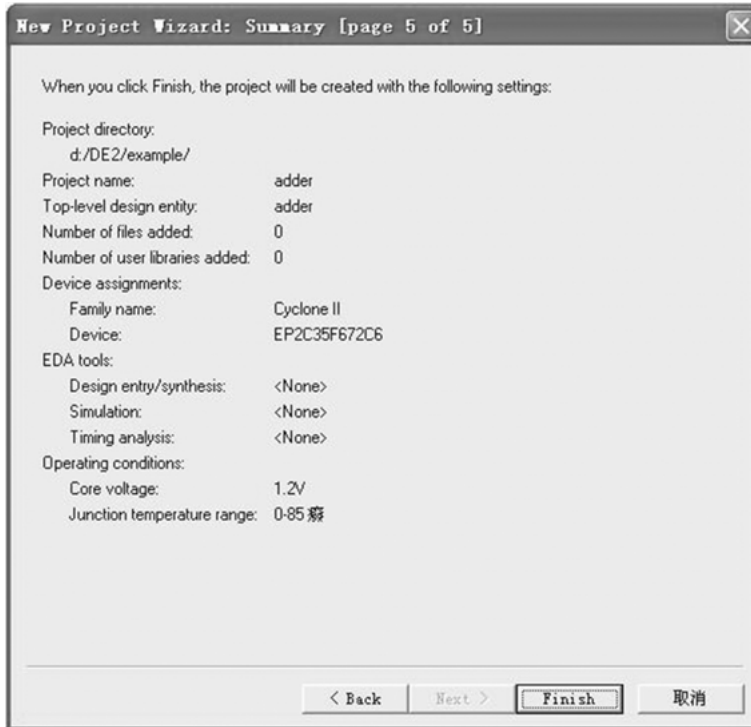 New Project Wizard: Summary [page 5 of 5]
When you click Finish, the project will be created with the following settings:
Project directory:
d:/DE2/example/
Project name: adder
Top-level design entity: adder
Number of files added: 0
Number of user libraries added: 0
Device assignments:
Family name: Cyclone II
Device: EP2C35F672C6
EDA tools:
Design entry/synthesis: <None>
Simulation: <None>
Timing analysis: <None>
Operating conditions:
Core voltage: 1.2V
Junction temperature range: 0-85 癈
< Back Next > Finish 取消